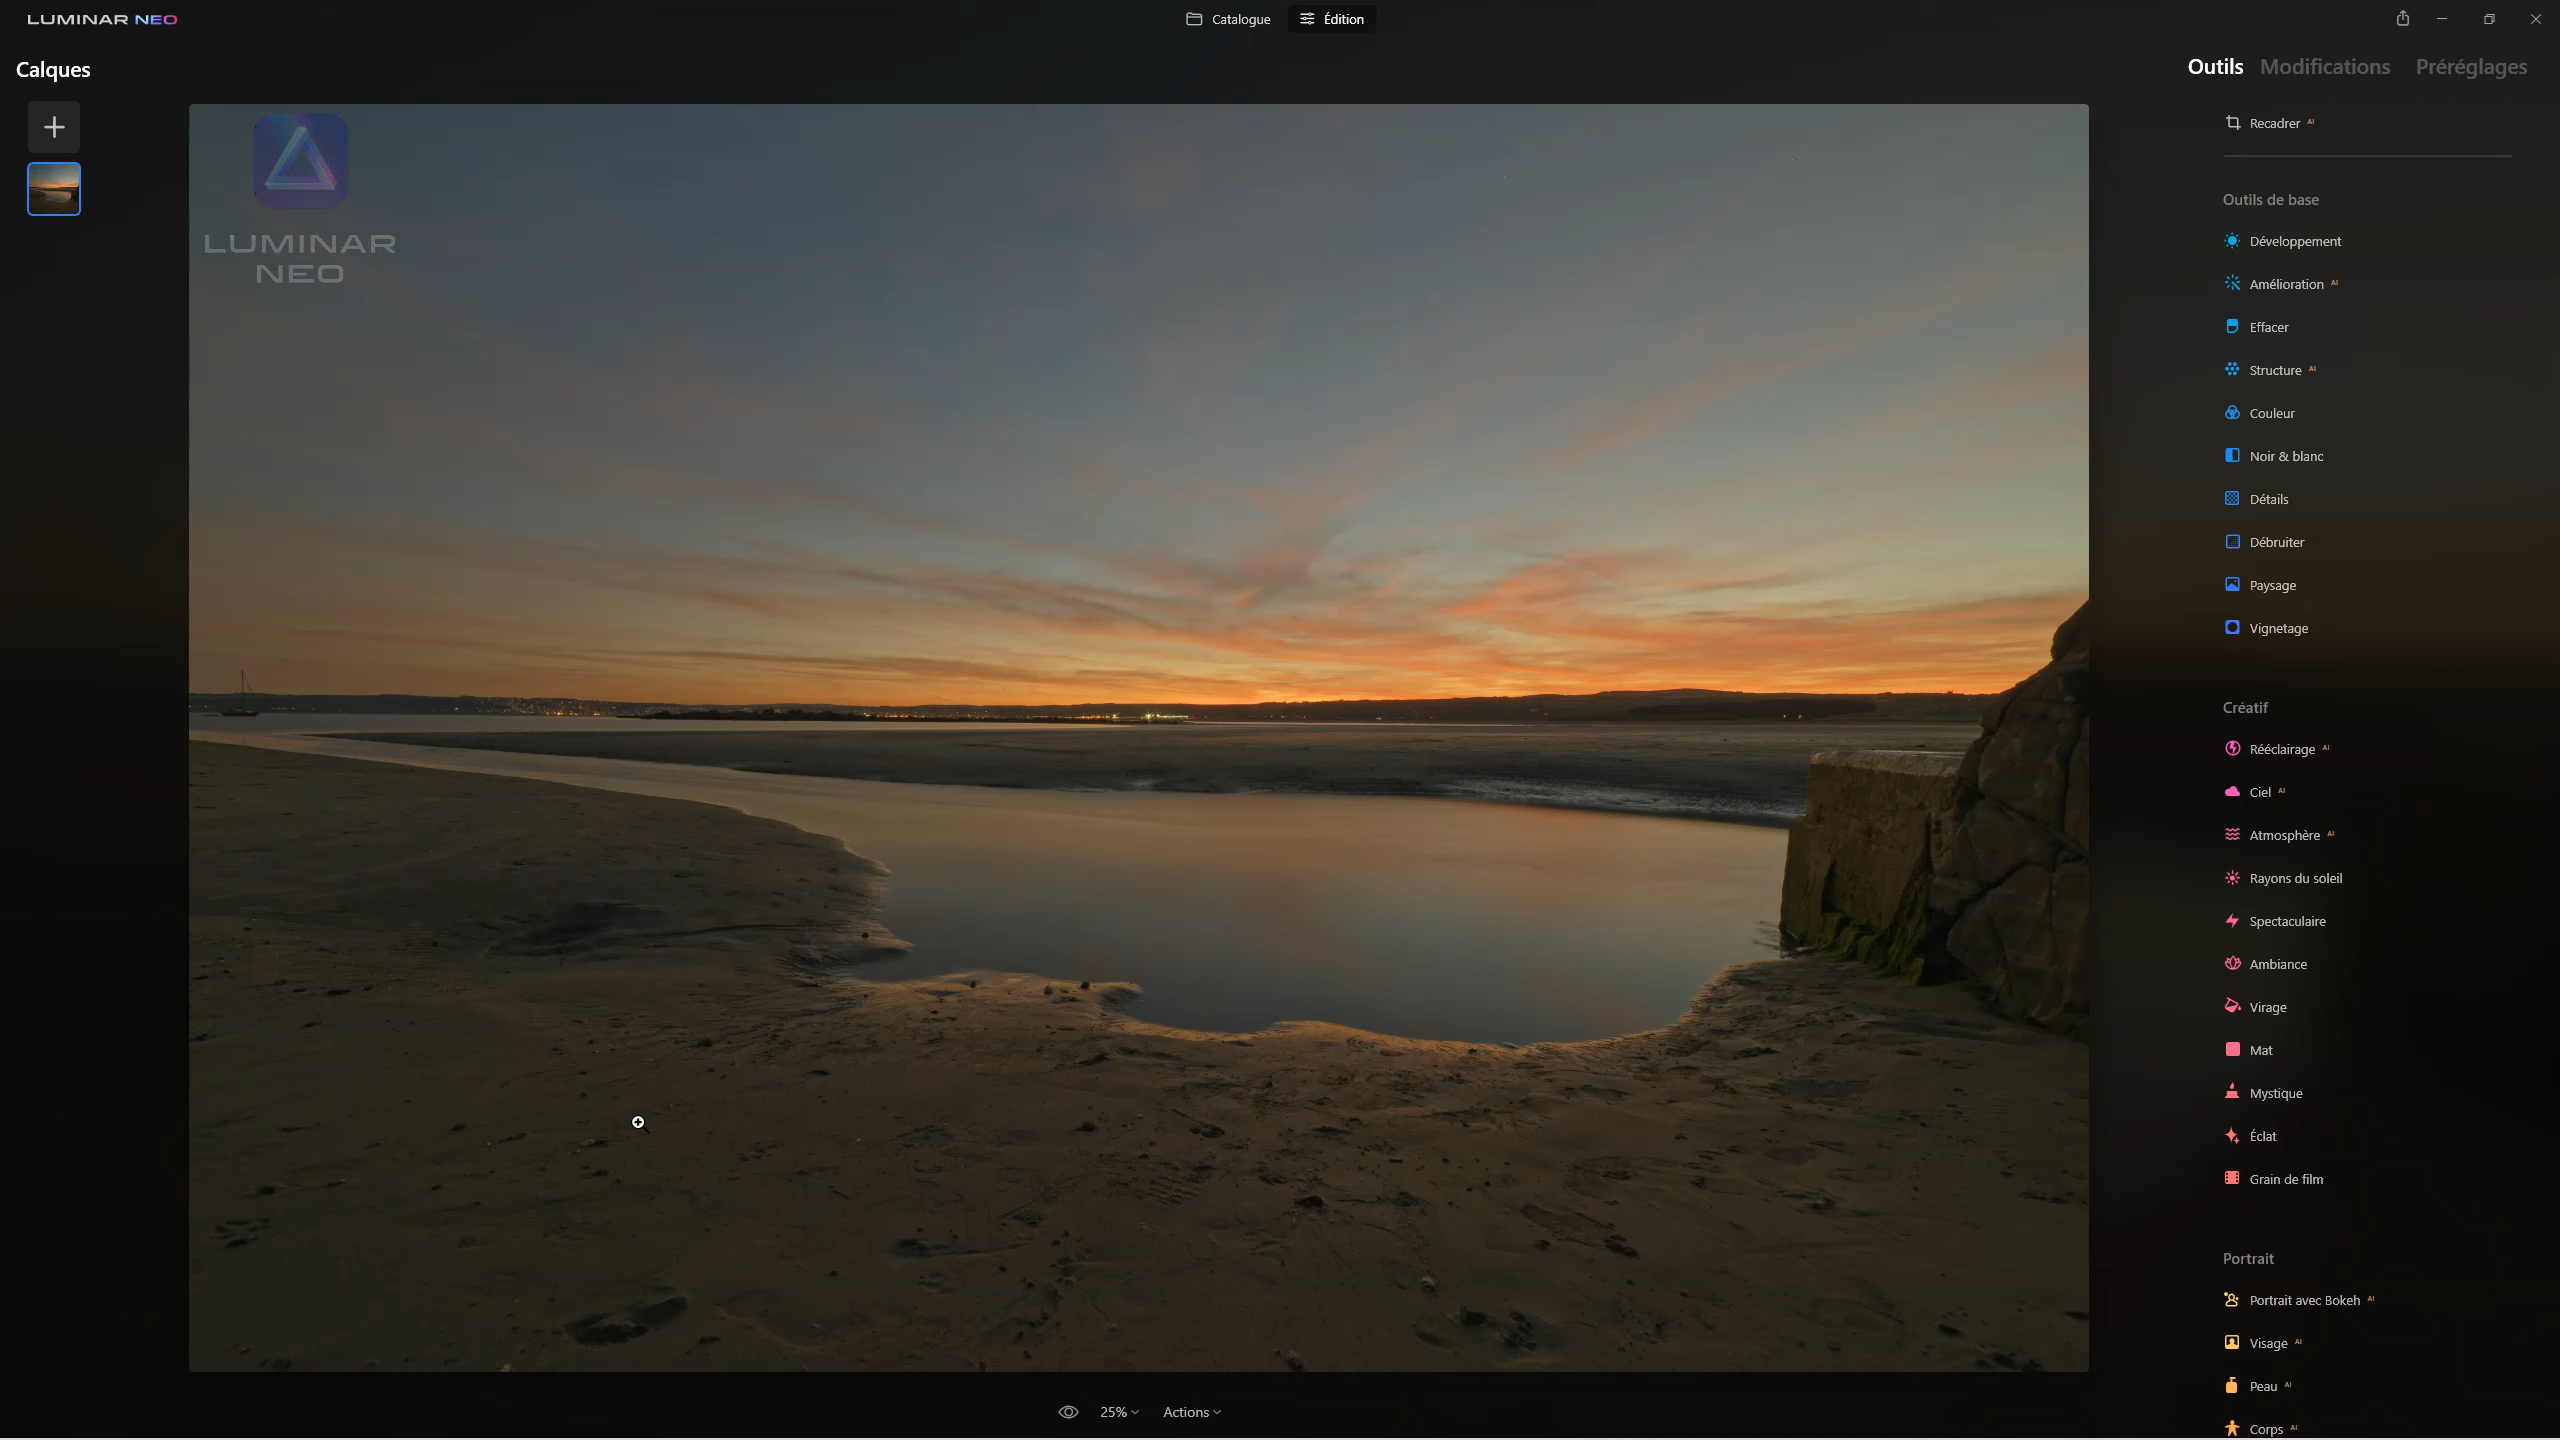 LUMINAR NEO
Catalogue
Édition
Calques
Outils
Modifications
Préréglages
LUMINAR
NEO
Recadrer AI
Outils de base
Développement
Amélioration AI
Effacer
Structure AI
Couleur
Noir & blanc
Détails
Débruiter
Paysage
Vignetage
Créatif
Rééclairage AI
Ciel AI
Atmosphère AI
Rayons du soleil
Spectaculaire
Ambiance
Virage
Mat
Mystique
Éclat
Grain de film
Portrait
Portrait avec Bokeh AI
Visage AI
Peau AI
Corps AI
25%
Actions